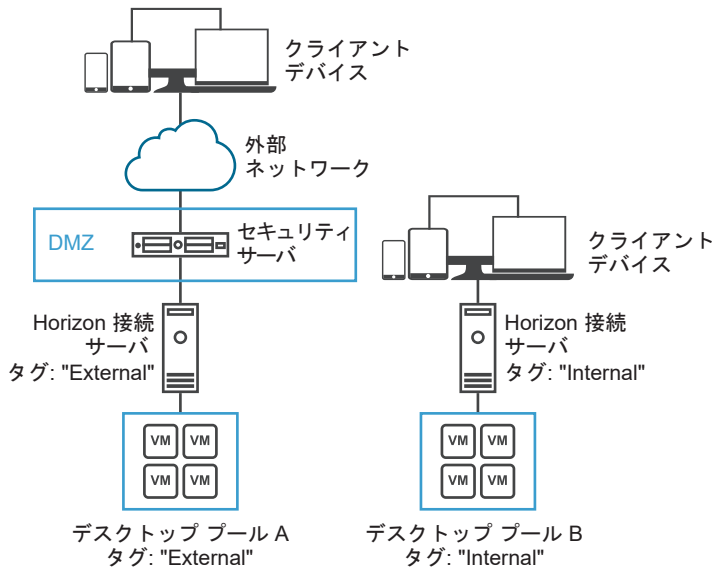 クライアント
デバイス
外部
ネットワーク
DMZ
セキュリティ
サーバ
クライアント
デバイス
Horizon 接続
サーバ
タグ: "External"
Horizon 接続
サーバ
タグ: "Internal"
VM VM
VM VM
VM VM
VM VM
デスクトップ プール A
タグ: "External"
デスクトップ プール B
タグ: "Internal"